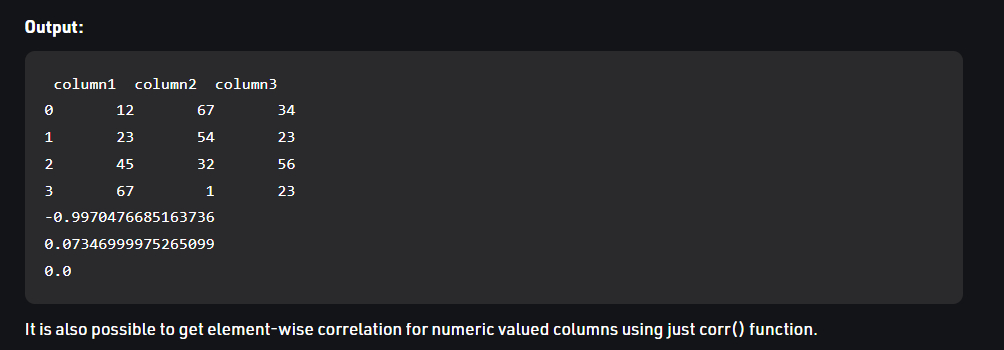 Output:
column1 column2 column3
0 12 67 34
1 23 54 23
2 45 32 56
3 67 1 23
-0.9970476685163736
0.07346999975265099
0.0
It is also possible to get element-wise correlation for numeric valued columns using just corr() function.